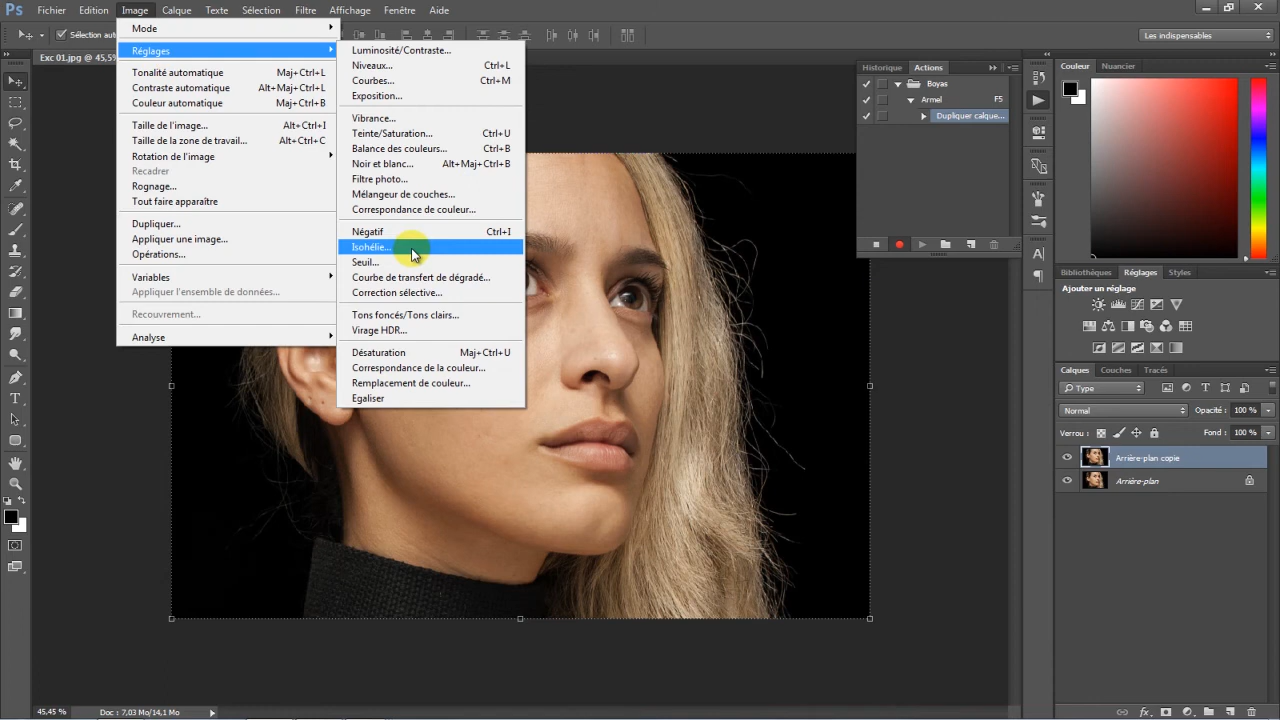 Ps Fichier Edition Image Calque Texte Sélection Filtre Affichage Fenêtre Aide
Sélection au
Les indispensables
Exc 01.jpg @ 45,5%
Mode
Réglages
Tonalité automatique Maj+Ctrl+L
Contraste automatique Alt+Maj+Ctrl+L
Couleur automatique Maj+Ctrl+B
Taille de l'image... Alt+Ctrl+I
Taille de la zone de travail... Alt+Ctrl+C
Rotation de l'image
Recadrer
Rognage...
Tout faire apparaître
Dupliquer...
Appliquer une image...
Opérations...
Variables
Appliquer l'ensemble de données...
Recouvrement...
Analyse
Luminosité/Contraste...
Niveaux... Ctrl+L
Courbes... Ctrl+M
Exposition...
Vibrance...
Teinte/Saturation... Ctrl+U
Balance des couleurs... Ctrl+B
Noir et blanc... Alt+Maj+Ctrl+B
Filtre photo...
Mélangeur de couches...
Correspondance de couleur...
Négatif Ctrl+I
Isohélie...
Seuil...
Courbe de transfert de dégradé...
Correction sélective...
Tons foncés/Tons clairs...
Virage HDR...
Désaturation Maj+Ctrl+U
Correspondance de la couleur...
Remplacement de couleur...
Egaliser
Historique Actions
Boyas
Armel F5
Dupliquer calque...
Couleur Nuancier
Bibliothèques Réglages Styles
Ajouter un réglage
Calques Couches Tracés
Type
Normal Opacité : 100 %
Verrou : Fond : 100 %
Arrière-plan copie
Arrière-plan
45,45 % Doc : 7,03 Mo/14,1 Mo